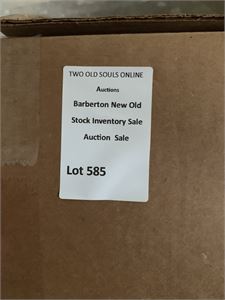 TWO OLD SOULS ONLINE
Auctions
Barberton New Old
Stock Inventory Sale
Auction Sale
Lot 585